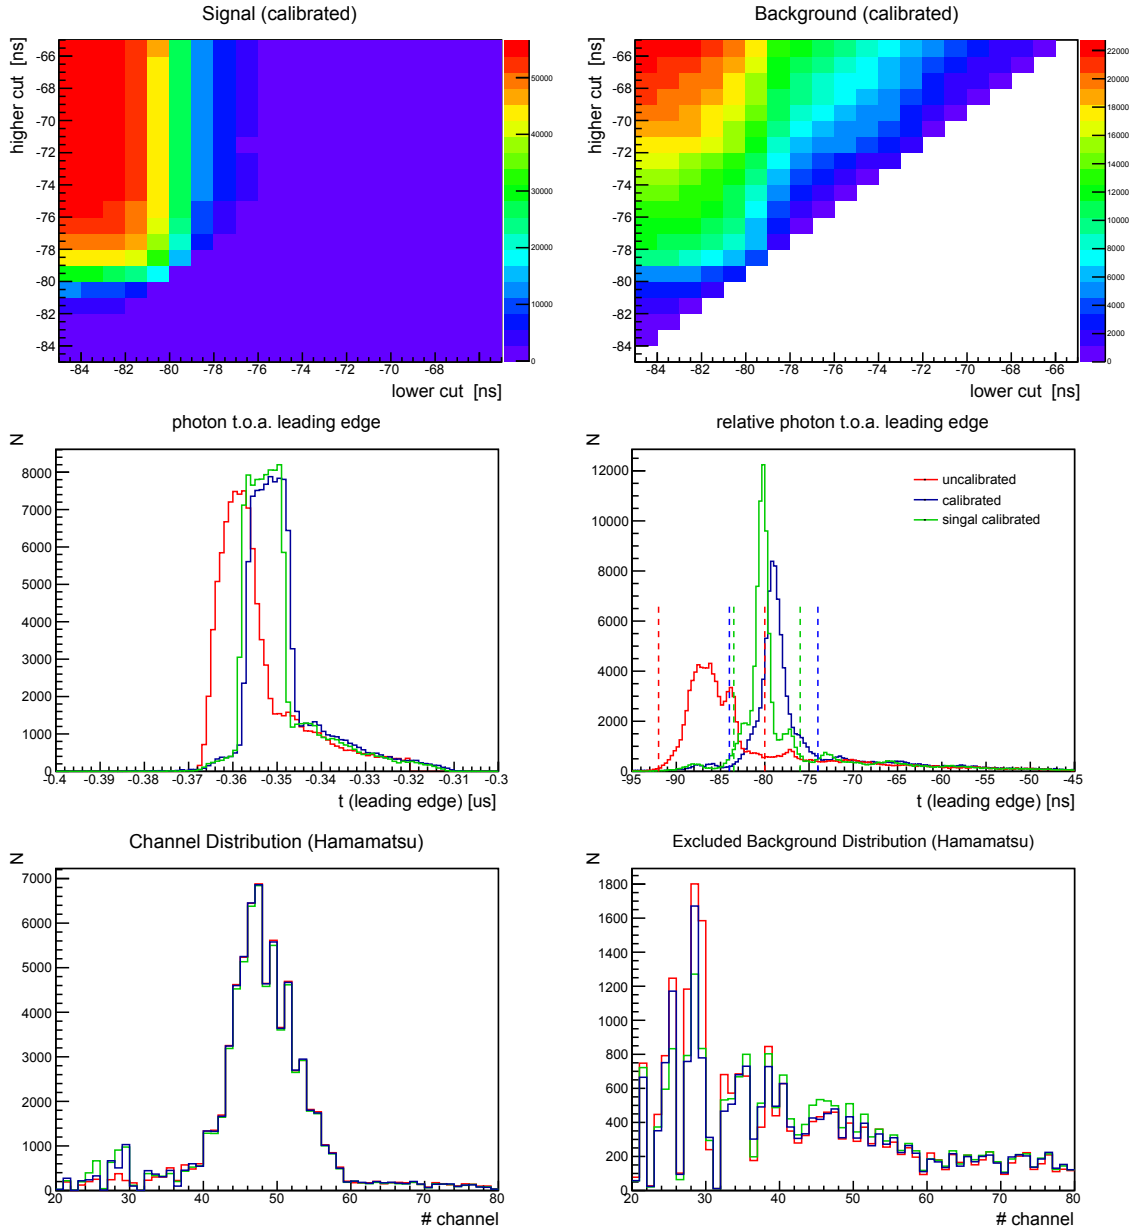 Signal (calibrated)
higher cut [ns]
-66
-68
-70
-72
-74
-76
-78
-80
-82
-84
-84 -82 -80 -78 -76 -74 -72 -70 -68
lower cut [ns]
50000
40000
30000
20000
10000
0
Background (calibrated)
higher cut [ns]
-66
-68
-70
-72
-74
-76
-78
-80
-82
-84
-84 -82 -80 -78 -76 -74 -72 -70 -68 -66
lower cut [ns]
22000
20000
18000
16000
14000
12000
10000
8000
6000
4000
2000
0
photon t.o.a. leading edge
N
8000
7000
6000
5000
4000
3000
2000
1000
0
-0.4 -0.39 -0.38 -0.37 -0.36 -0.35 -0.34 -0.33 -0.32 -0.31 -0.3
t (leading edge) [us]
relative photon t.o.a. leading edge
N
12000
10000
8000
6000
4000
2000
0
-95 -90 -85 -80 -75 -70 -65 -60 -55 -50 -45
t (leading edge) [ns]
uncalibrated
calibrated
singal calibrated
Channel Distribution (Hamamatsu)
N
7000
6000
5000
4000
3000
2000
1000
0
20 30 40 50 60 70 80
# channel
Excluded Background Distribution (Hamamatsu)
N
1800
1600
1400
1200
1000
800
600
400
200
0
20 30 40 50 60 70 80
# channel